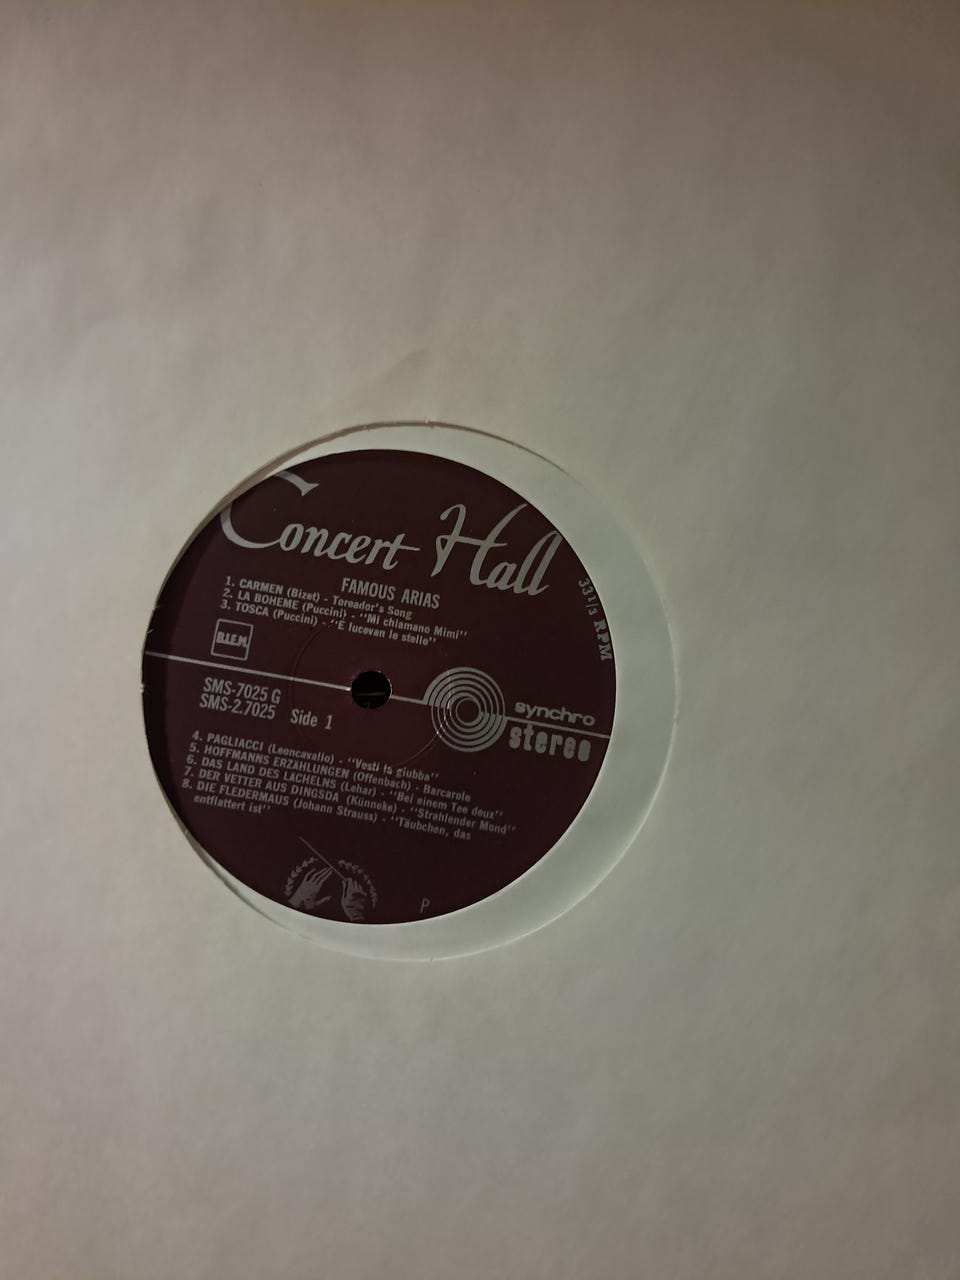 Concert Hall
FAMOUS ARIAS
1. CARMEN (Bizet) - Toreador's Song
2. LA BOHEME (Puccini) - "Mi chiamano Mimi"
3. TOSCA (Puccini) - "E lucevan le stelle"
33 1/3 RPM
B.I.E.M.
SMS-7025 G
SMS-2.7025 Side 1
synchro
stereo
4. PAGLIACCI (Leoncavallo) - "Vesti la giubba"
5. HOFFMANNS ERZÄHLUNGEN (Offenbach) - Barcarole
6. DAS LAND DES LÄCHELNS (Lehar) - "Bei einem Tee deux"
7. DER VETTER AUS DINGSDA (Künneke) - "Strahlender Mond"
8. DIE FLEDERMAUS (Johann Strauss) - "Täubchen, das
entflattert ist"
P